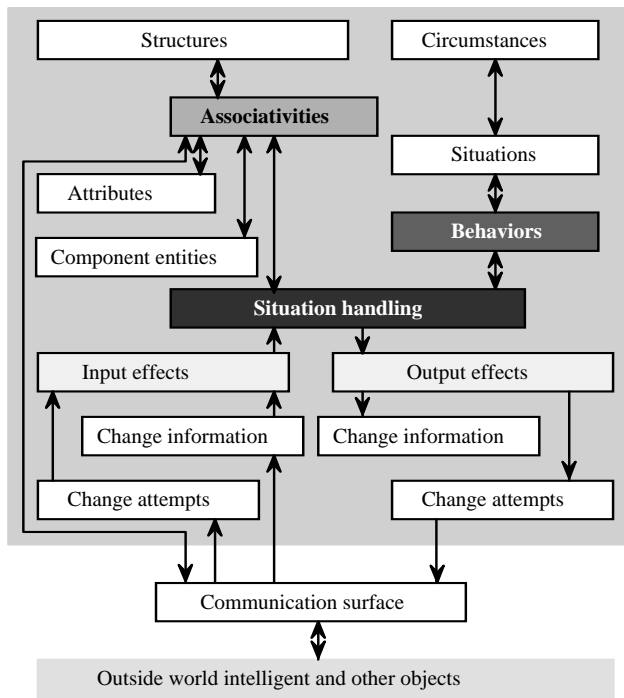 Structures
Circumstances
Associativities
Situations
Attributes
Behaviors
Component entities
Situation handling
Input effects
Output effects
Change information
Change information
Change attempts
Change attempts
Communication surface
Outside world intelligent and other objects